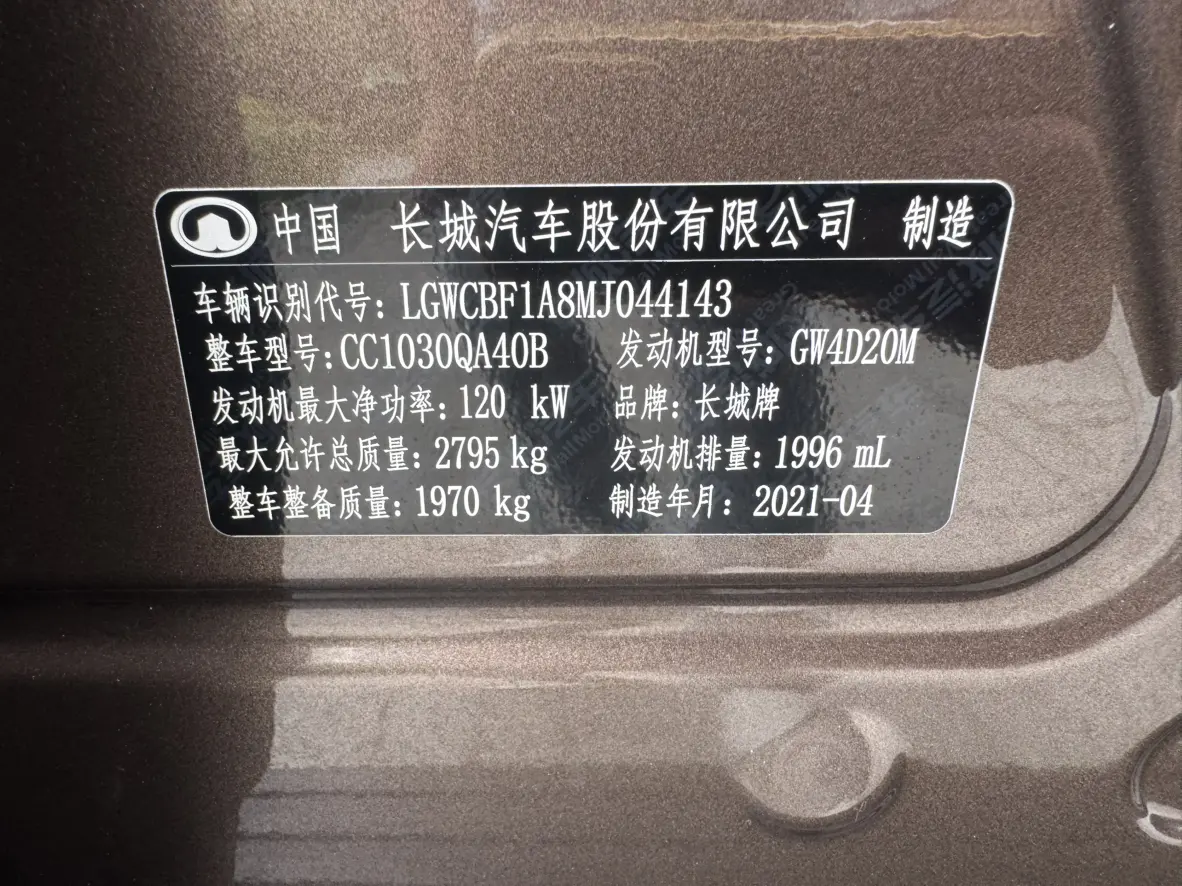 中国 长城汽车股份有限公司 制造
车辆识别代号：LGWCBF1A8MJ044143
整车型号：CC1030QA40B 发动机型号：GW4D20M
发动机最大净功率：120 kW 品牌：长城牌
最大允许总质量：2795 kg 发动机排量：1996 mL
整车整备质量：1970 kg 制造年月：2021-04